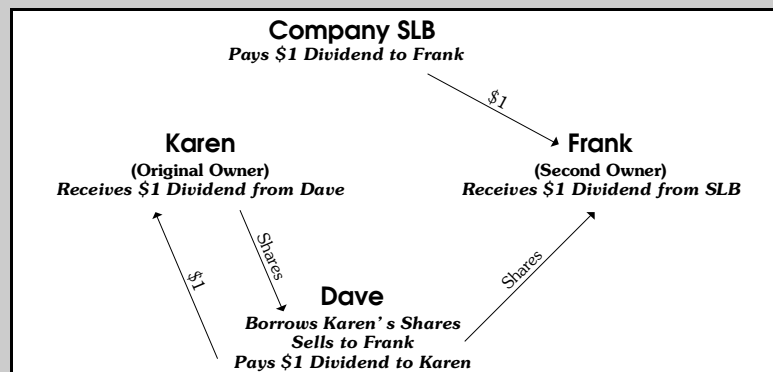 Company SLB
Pays $1 Dividend to Frank
$1
Karen
(Original Owner)
Receives $1 Dividend from Dave
Frank
(Second Owner)
Receives $1 Dividend from SLB
$1
Shares
Shares
Dave
Borrows Karen' s Shares
Sells to Frank
Pays $1 Dividend to Karen